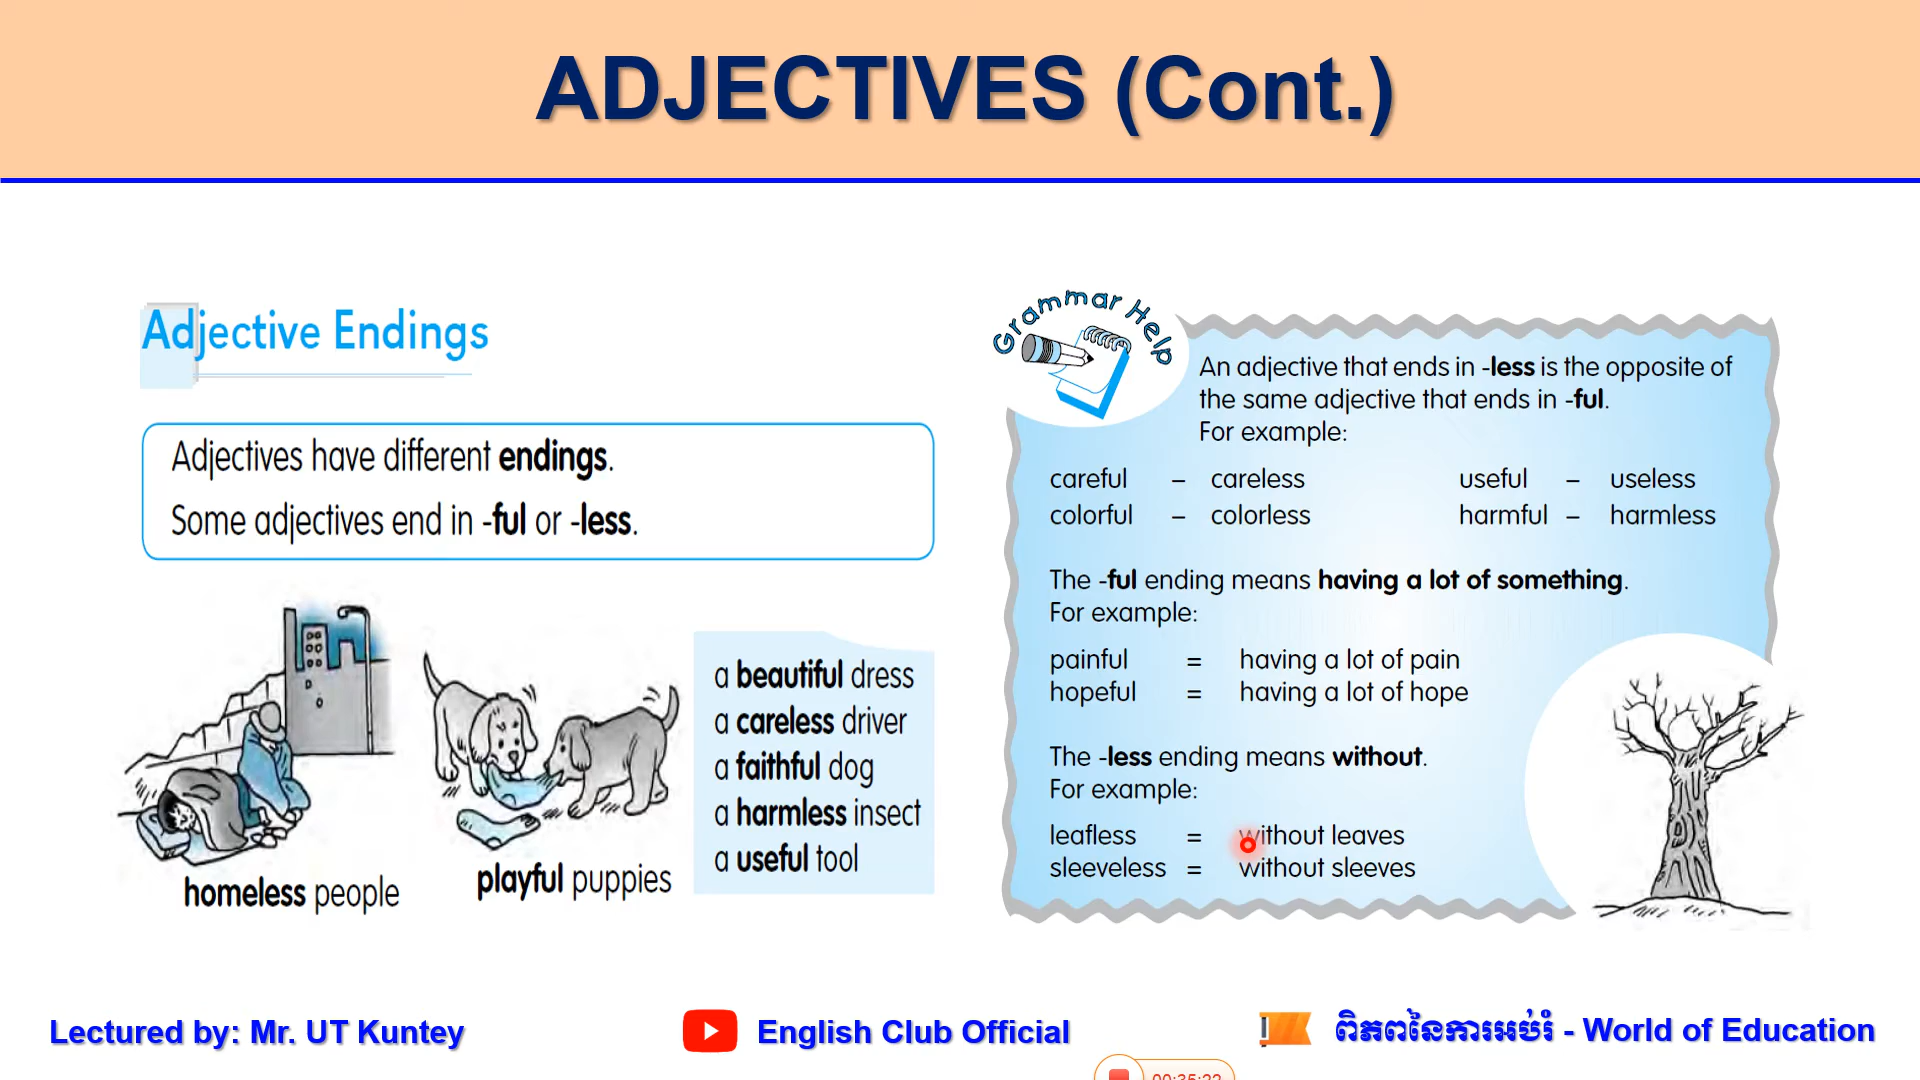 ADJECTIVES (Cont.)
Adjective Endings
Adjectives have different endings.
Some adjectives end in -ful or -less.
homeless people
playful puppies
a beautiful dress
a careless driver
a faithful dog
a harmless insect
a useful tool
Grammar Help
An adjective that ends in -less is the opposite of
the same adjective that ends in -ful.
For example:
careful – careless useful – useless
colorful – colorless harmful – harmless
The -ful ending means having a lot of something.
For example:
painful = having a lot of pain
hopeful = having a lot of hope
The -less ending means without.
For example:
leafless = without leaves
sleeveless = without sleeves
Lectured by: Mr. UT Kuntey
English Club Official
ពិភពនៃការអប់រំ - World of Education
00:35:22